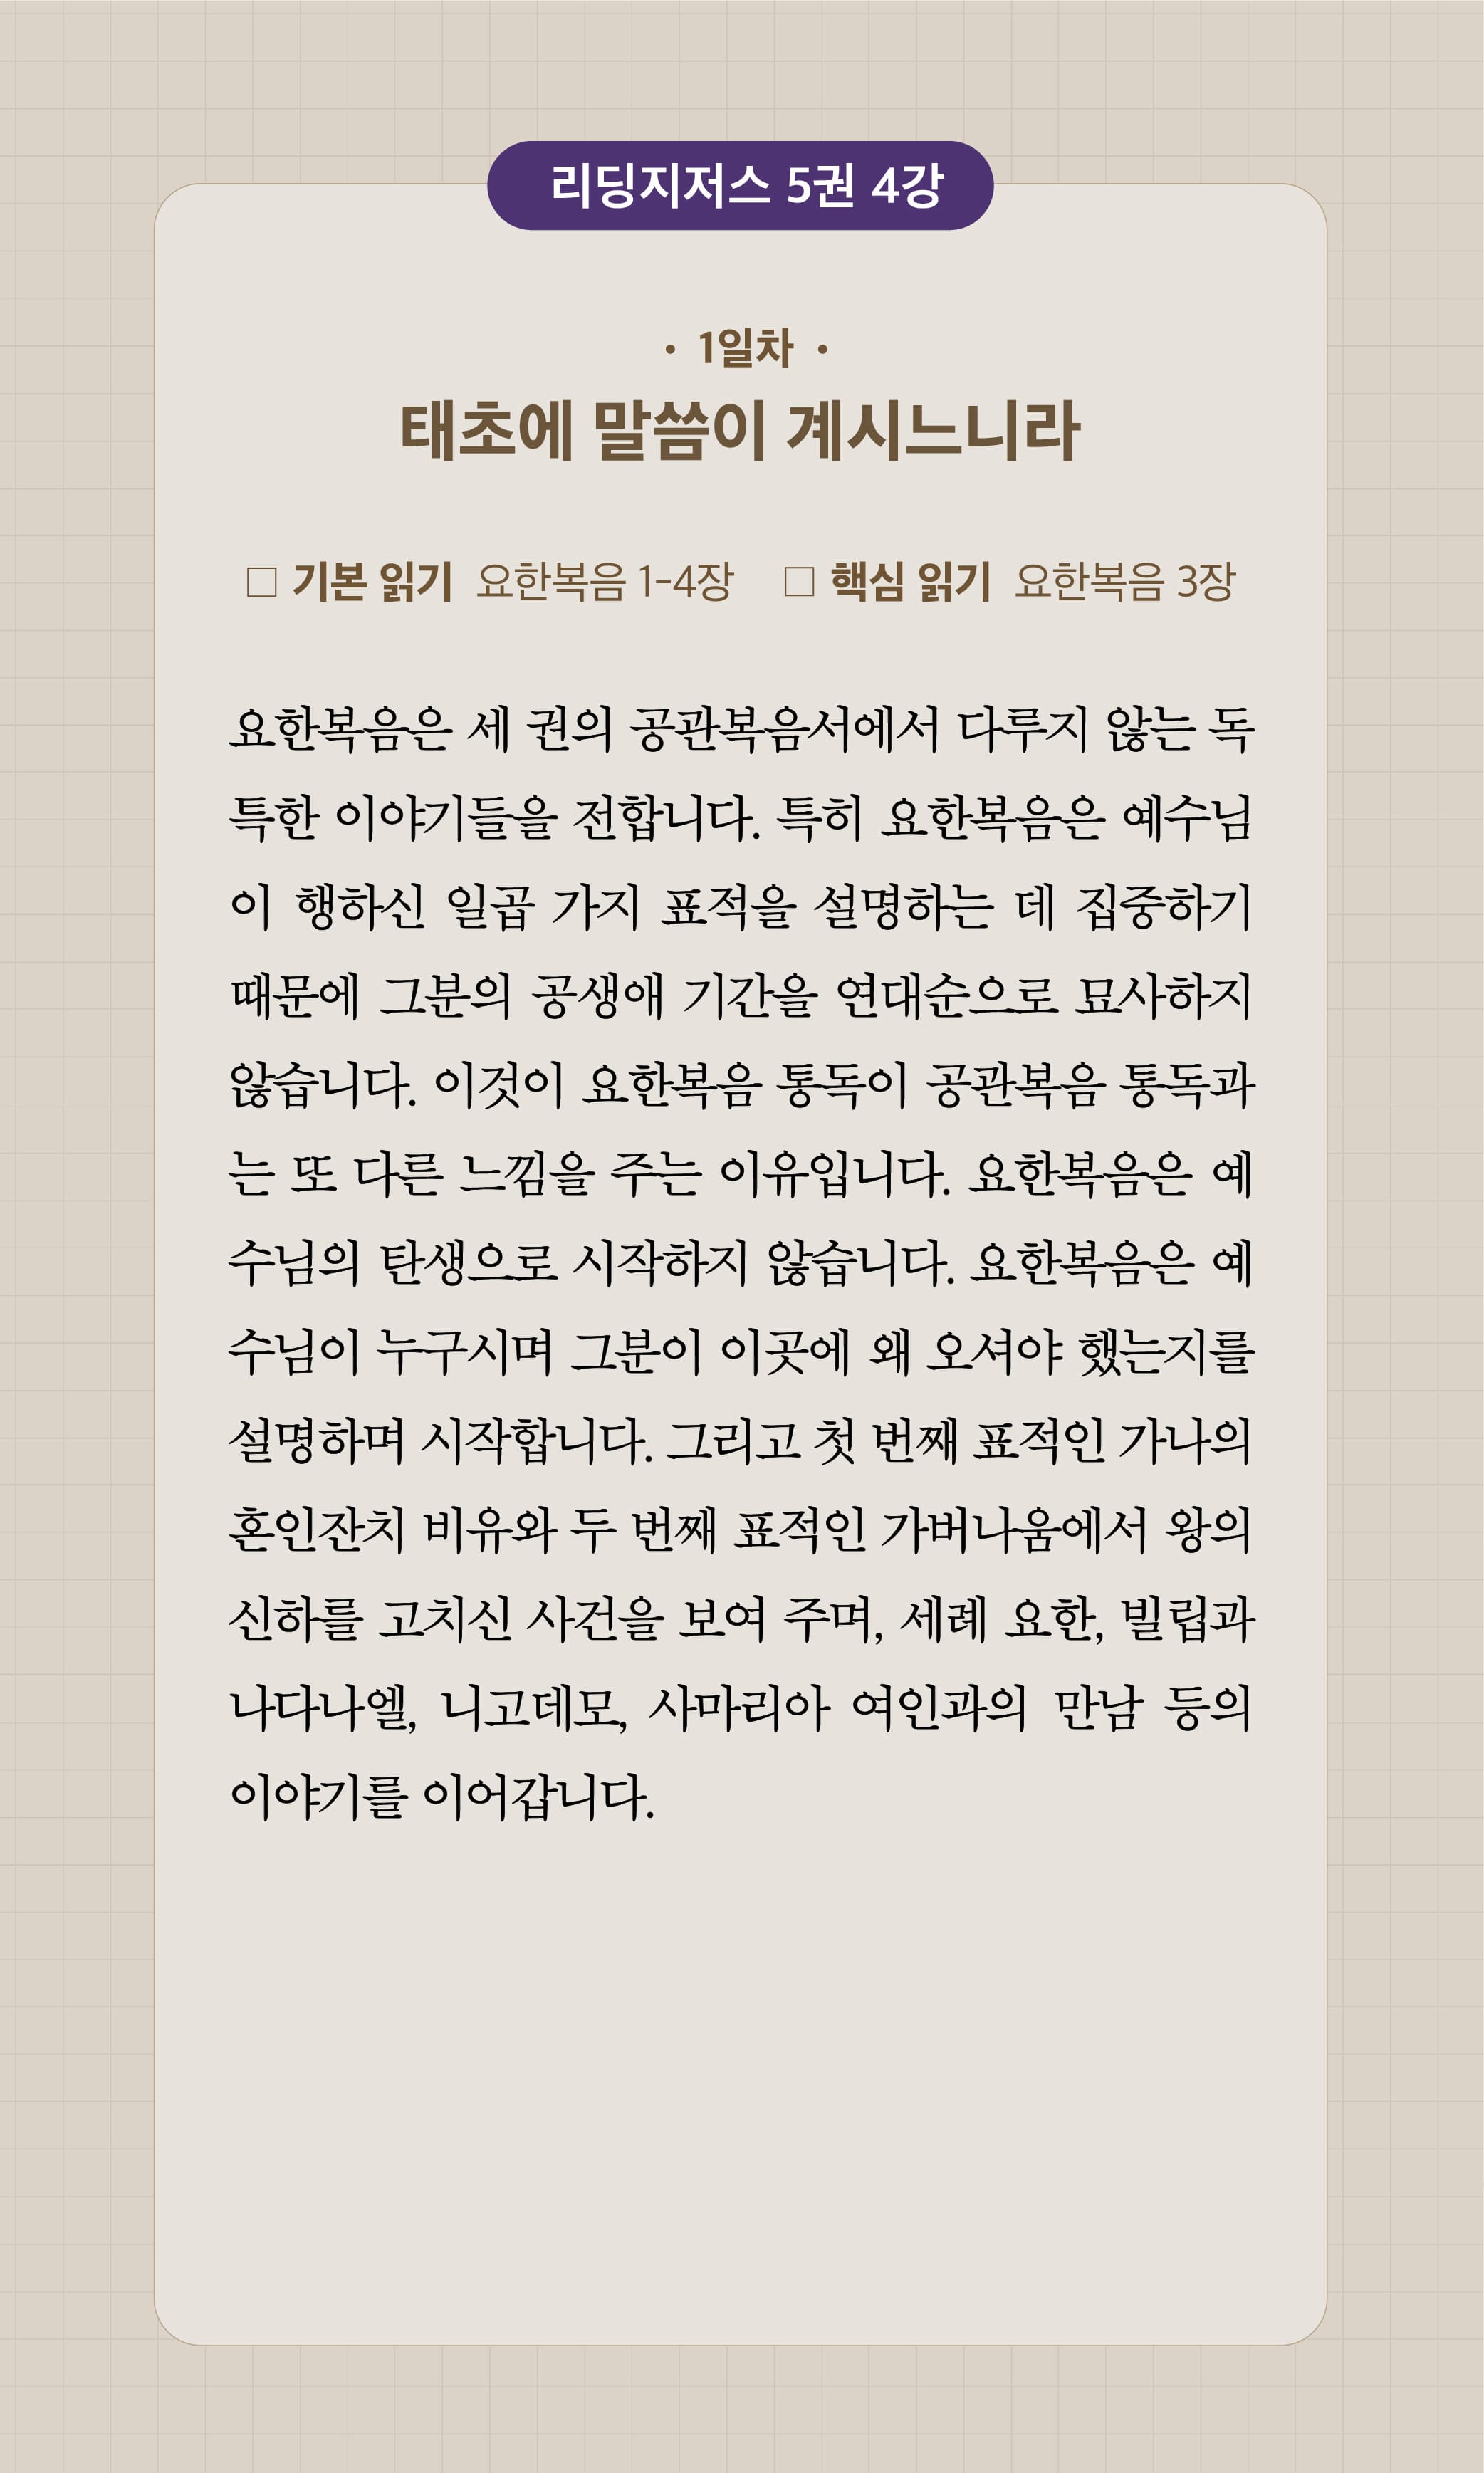 리딩지저스 5권 4강
· 1일차 ·
태초에 말씀이 계시느니라
□ 기본 읽기 요한복음 1-4장 □ 핵심 읽기 요한복음 3장
요한복음은 세 권의 공관복음서에서 다루지 않는 독
특한 이야기들을 전합니다. 특히 요한복음은 예수님
이 행하신 일곱 가지 표적을 설명하는 데 집중하기
때문에 그분의 공생애 기간을 연대순으로 묘사하지
않습니다. 이것이 요한복음 통독이 공관복음 통독과
는 또 다른 느낌을 주는 이유입니다. 요한복음은 예
수님의 탄생으로 시작하지 않습니다. 요한복음은 예
수님이 누구시며 그분이 이곳에 왜 오셔야 했는지를
설명하며 시작합니다. 그리고 첫 번째 표적인 가나의
혼인잔치 비유와 두 번째 표적인 가버나움에서 왕의
신하를 고치신 사건을 보여 주며, 세례 요한, 빌립과
나다나엘, 니고데모, 사마리아 여인과의 만남 등의
이야기를 이어갑니다.